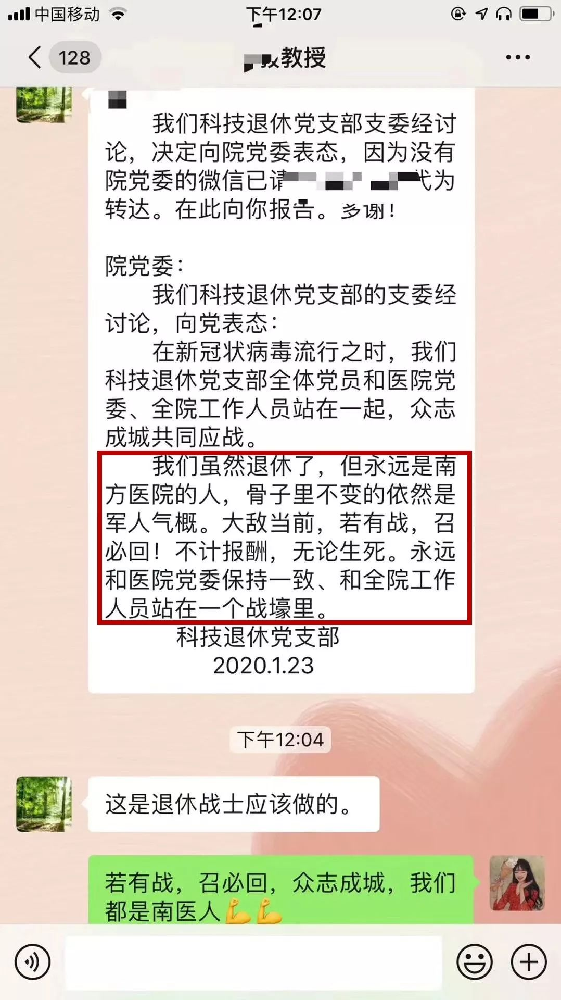 中国移动
下午12:07
128
教授
我们科技退休党支部支委经讨
论，决定向院党委表态，因为没有
院党委的微信已请
代为
转达。在此向你报告。多谢！
院党委：
我们科技退休党支部的支委经
讨论，向党表态：
在新冠状病毒流行之时，我们
科技退休党支部全体党员和医院党
委、全院工作人员站在一起，众志
成城共同应战。
我们虽然退休了，但永远是南
方医院的人，骨子里不变的依然是
军人气概。大敌当前，若有战，召
必回！不计报酬，无论生死。永远
和医院党委保持一致、和全院工作
人员站在一个战壕里。
科技退休党支部
2020.1.23
下午12:04
这是退休战士应该做的。
若有战，召必回，众志成城，我们
都是南医人💪💪